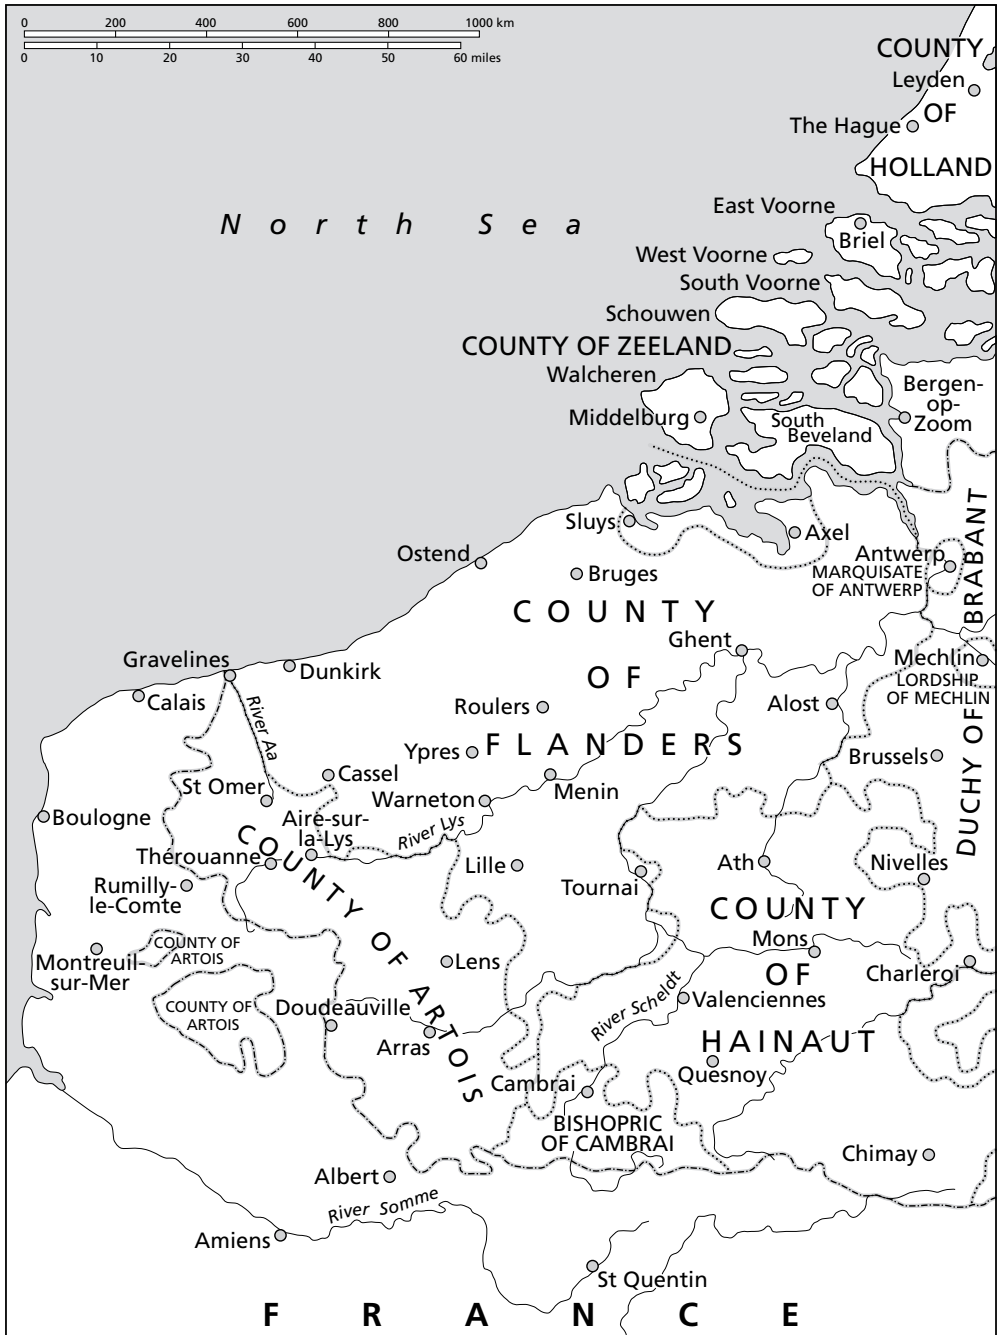 0 200 400 600 800 1000 km
0 10 20 30 40 50 60 miles
COUNTY
Leyden
OF
The Hague
HOLLAND
East Voorne
North Sea
Briel
West Voorne
South Voorne
Schouwen
COUNTY OF ZEELAND
Walcheren
Bergen-
op-
Zoom
Middelburg
South
Beveland
Sluys
Axel
Ostend
Antwerp
Bruges
MARQUISATE
OF ANTWERP
COUNTY
Ghent
Gravelines
Dunkirk
Mechlin
OF
LORDSHIP
OF MECHLIN
Calais
River Aa
Roulers
Alost
DUCHY OF BRABANT
Ypres
FLANDERS
Brussels
Cassel
St Omer
Warneton
Menin
Boulogne
Aire-sur-
la-Lys
River Lys
Thérouanne
Lille
Ath
Nivelles
Tournai
Rumilly-
le-Comte
COUNTY OF ARTOIS
COUNTY
Mons
COUNTY OF
ARTOIS
Montreuil-
sur-Mer
Lens
OF
Charleroi
COUNTY OF
ARTOIS
Doudeauville
River Scheldt
Valenciennes
Arras
HAINAUT
Quesnoy
Cambrai
BISHOPRIC
OF CAMBRAI
Chimay
Albert
River Somme
Amiens
St Quentin
FRANCE